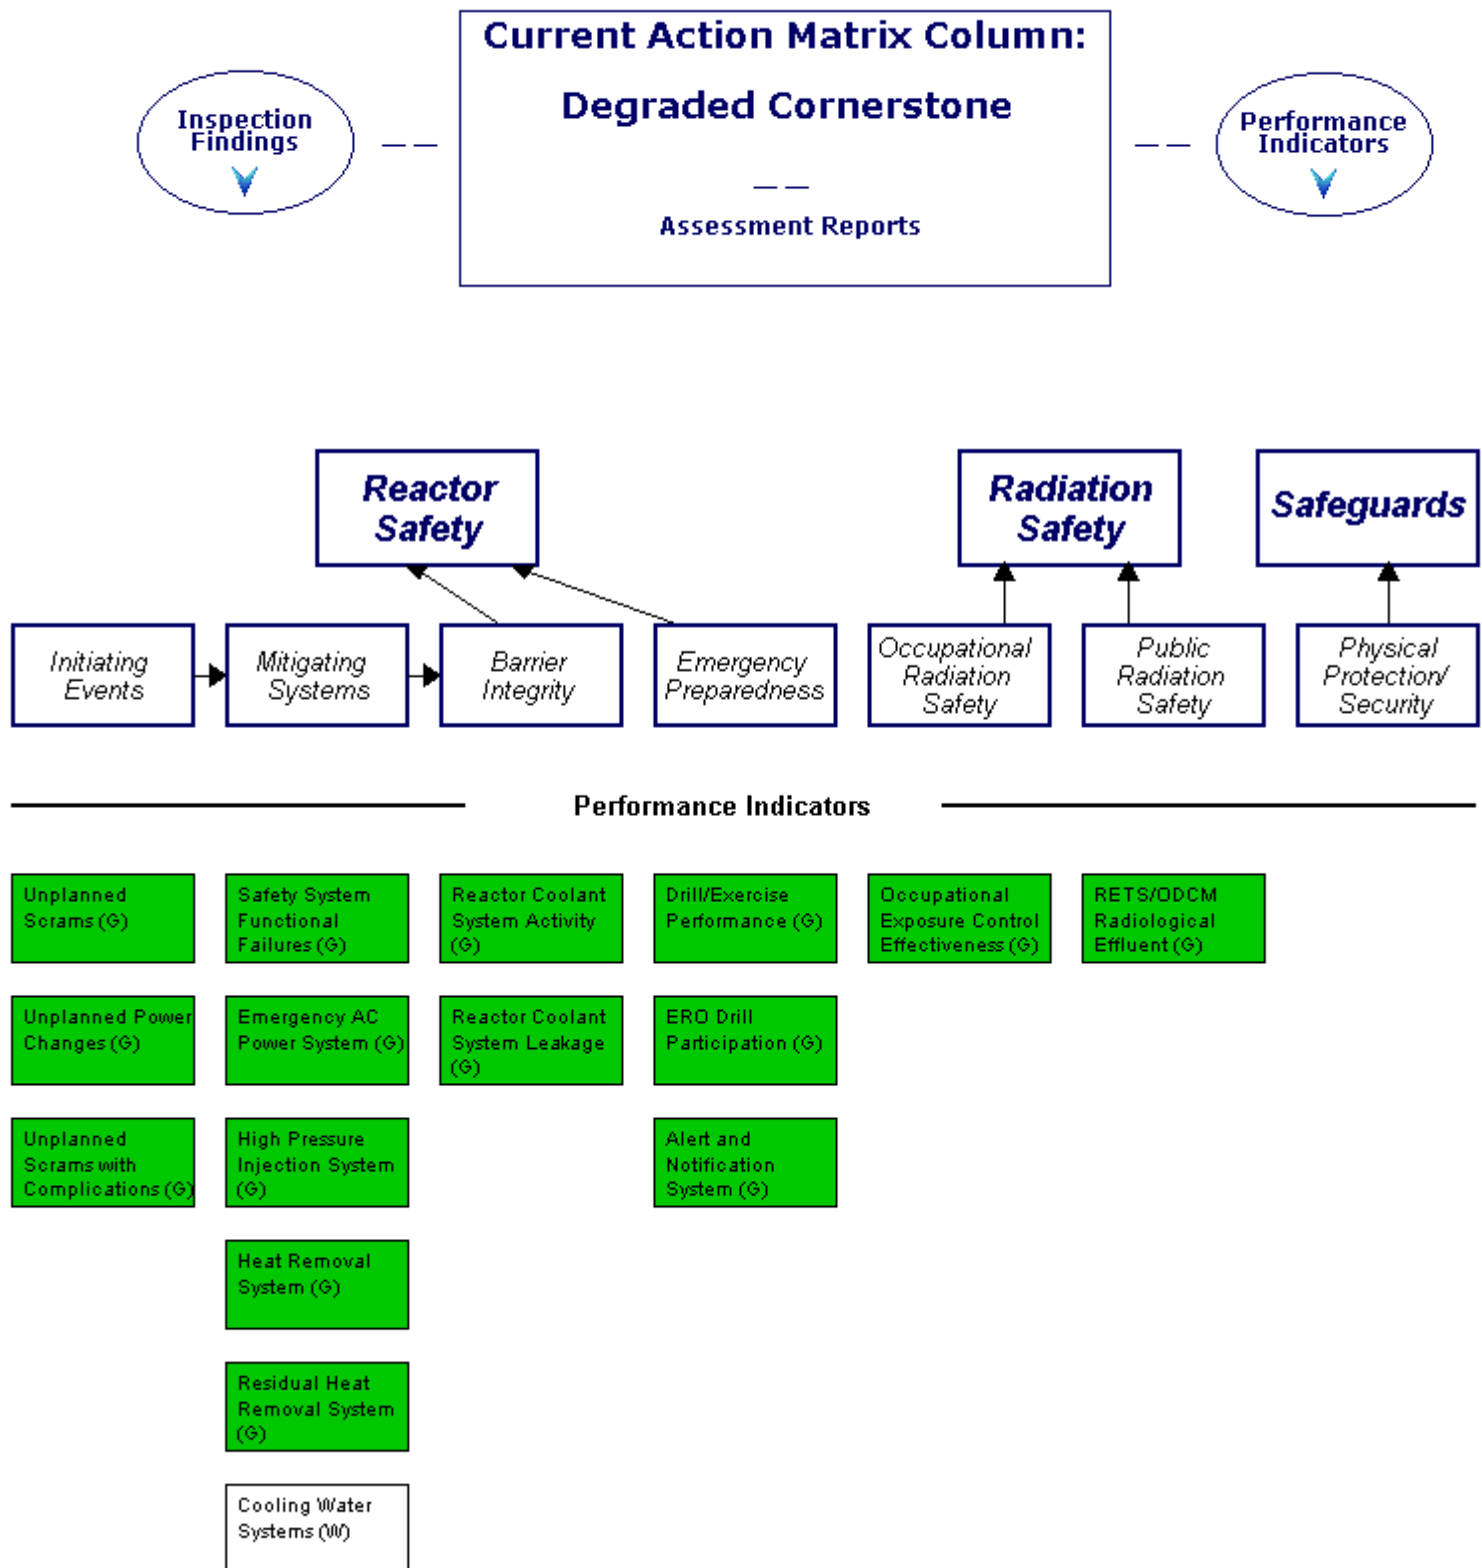 Current Action Matrix Column:
Degraded Cornerstone
Inspection
Findings
Performance
Indicators
Assessment Reports
Reactor
Safety
Radiation
Safety
Safeguards
Initiating
Events
Mitigating
Systems
Barrier
Integrity
Emergency
Preparedness
Occupational
Radiation
Safety
Public
Radiation
Safety
Physical
Protection/
Security
Performance Indicators
Unplanned
Scrams (G)
Safety System
Functional
Failures (G)
Reactor Coolant
System Activity
(G)
Drill/Exercise
Performance (G)
Occupational
Exposure Control
Effectiveness (G)
RETS/ODCM
Radiological
Effluent (G)
Unplanned Power
Changes (G)
Emergency AC
Power System (G)
Reactor Coolant
System Leakage
(G)
ERO Drill
Participation (G)
Unplanned
Scrams with
Complications (G)
High Pressure
Injection System
(G)
Alert and
Notification
System (G)
Heat Removal
System (G)
Residual Heat
Removal System
(G)
Cooling Water
Systems (W)